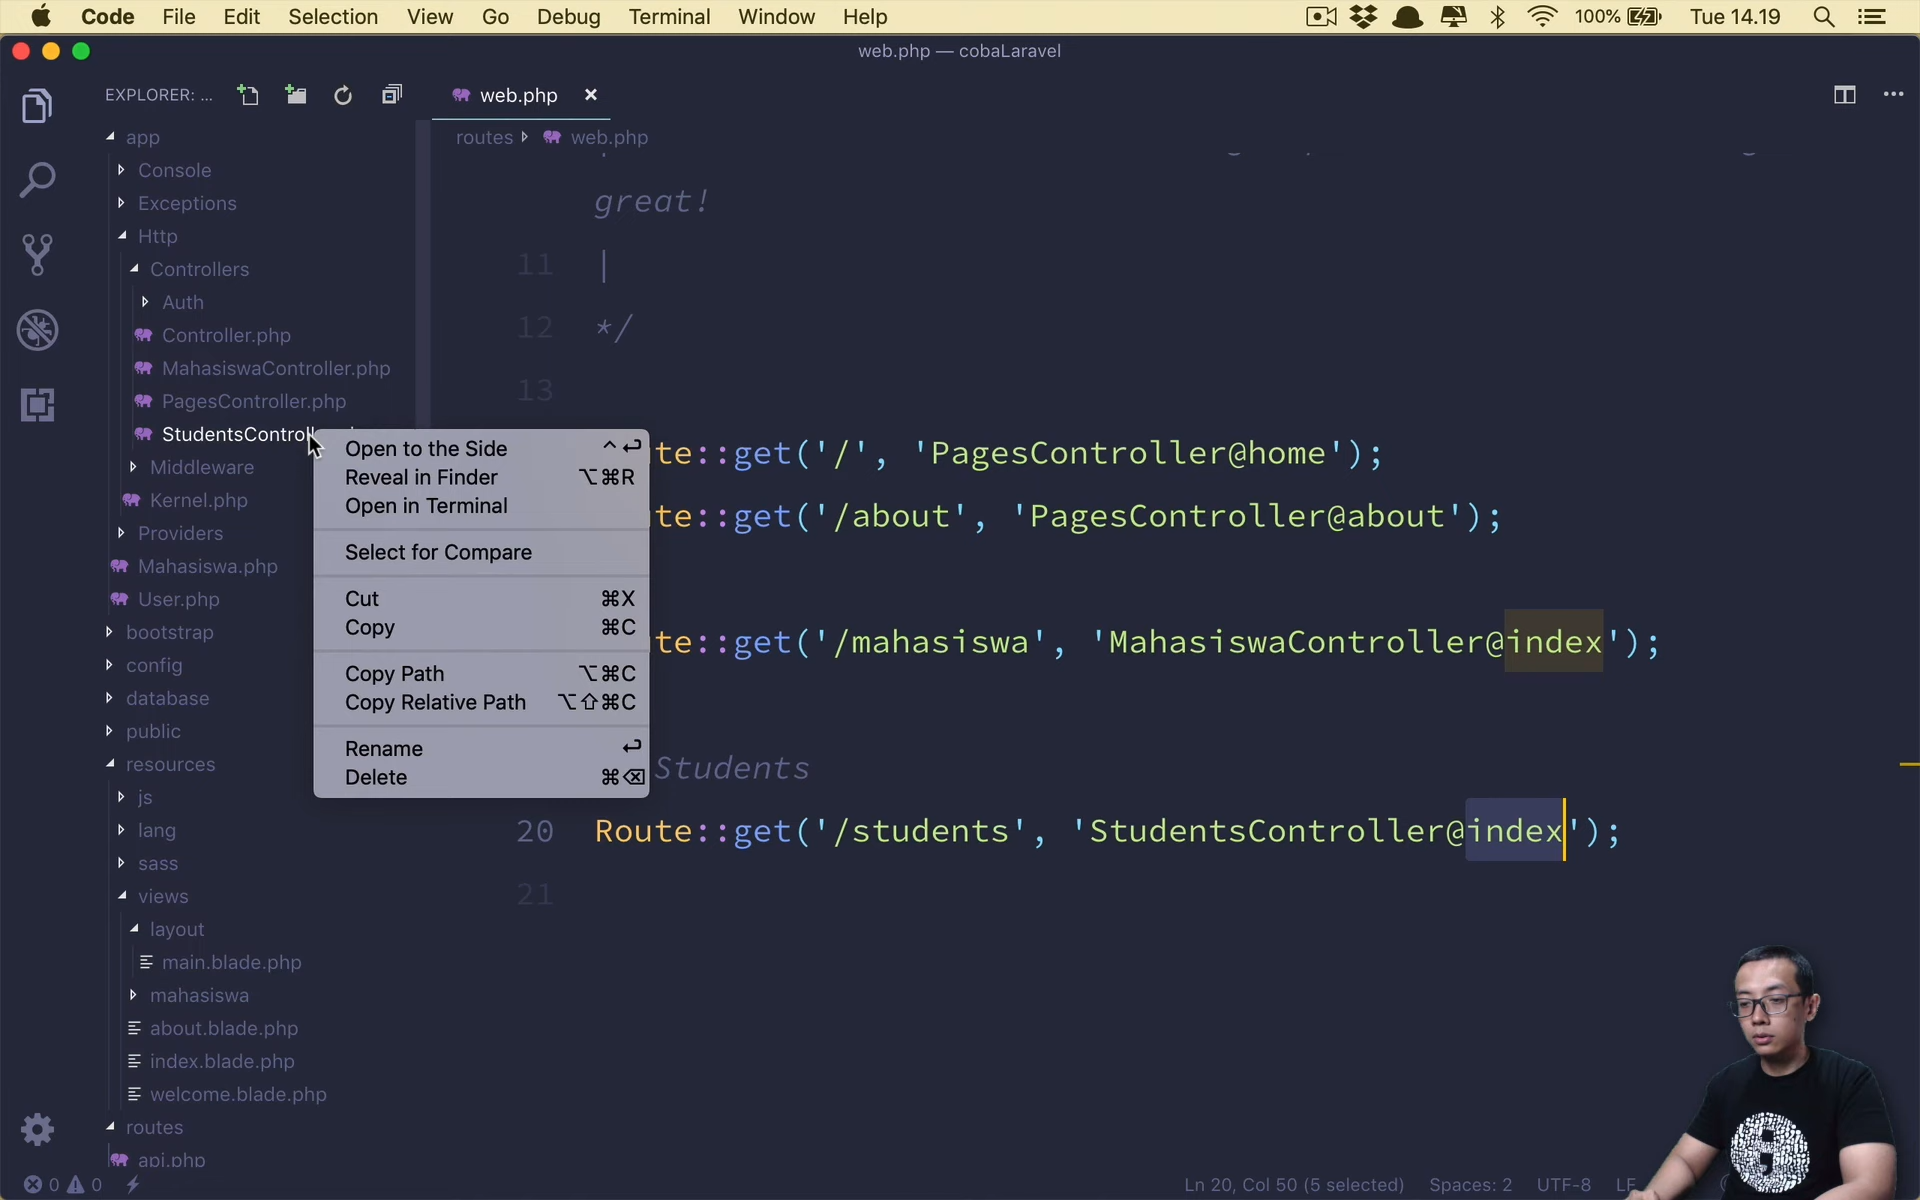 Code File Edit Selection View Go Debug Terminal Window Help 100% Tue 14.19
web.php — cobaLaravel
EXPLORER: ...
web.php ×
routes web.php
app
Console
Exceptions
Http
Controllers
Auth
Controller.php
MahasiswaController.php
PagesController.php
StudentsControll
Middleware
Kernel.php
Providers
Mahasiswa.php
User.php
bootstrap
config
database
public
resources
js
lang
sass
views
layout
main.blade.php
mahasiswa
about.blade.php
index.blade.php
welcome.blade.php
routes
api.php
Open to the Side ⌃↩
Reveal in Finder ⌥⌘R
Open in Terminal
Select for Compare
Cut ⌘X
Copy ⌘C
Copy Path ⌥⌘C
Copy Relative Path ⌥⇧⌘C
Rename ↩
Delete ⌘⌫
great!
11 |
12 */
13
te::get('/', 'PagesController@home');
te::get('/about', 'PagesController@about');
te::get('/mahasiswa', 'MahasiswaController@index');
Students
20 Route::get('/students', 'StudentsController@index');
21
0 0 Ln 20, Col 50 (5 selected) Spaces: 2 UTF-8 LF